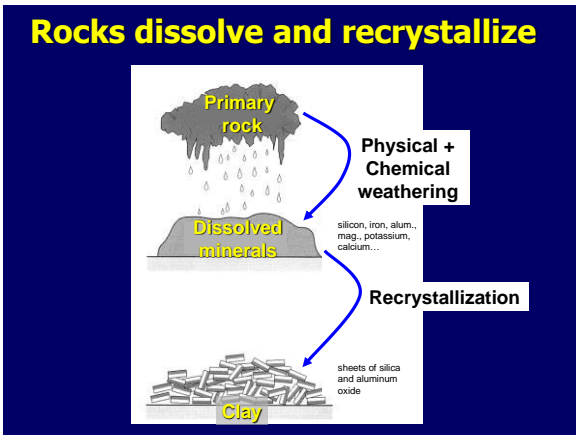 Rocks dissolve and recrystallize
Primary
rock
Physical +
Chemical
weathering
Dissolved
minerals
silicon, iron, alum.,
mag., potassium,
calcium…
Recrystallization
sheets of silica
and aluminum
oxide
Clay